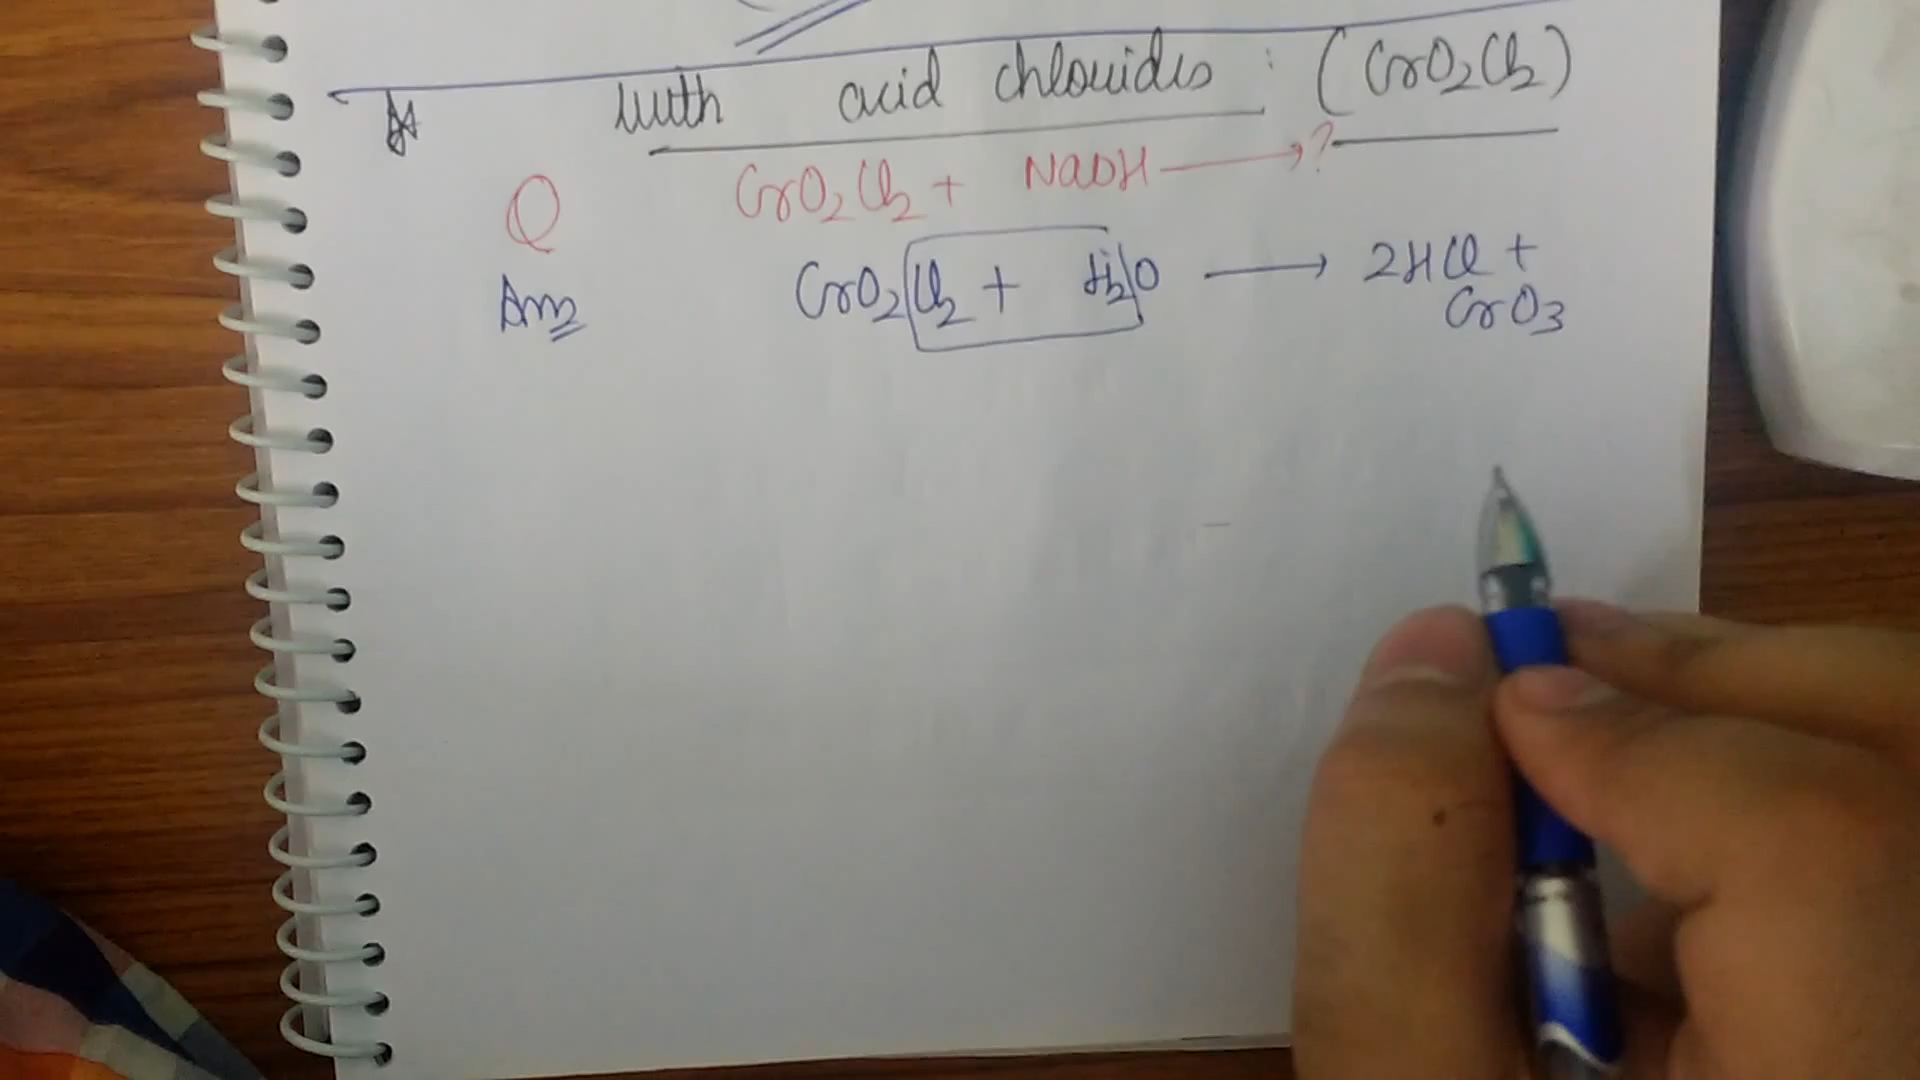 with acid chlorides : (CrO2Cl2)
Q CrO2Cl2 + NaOH → ?
Ans CrO2Cl2 + H2O → 2HCl +
CrO3